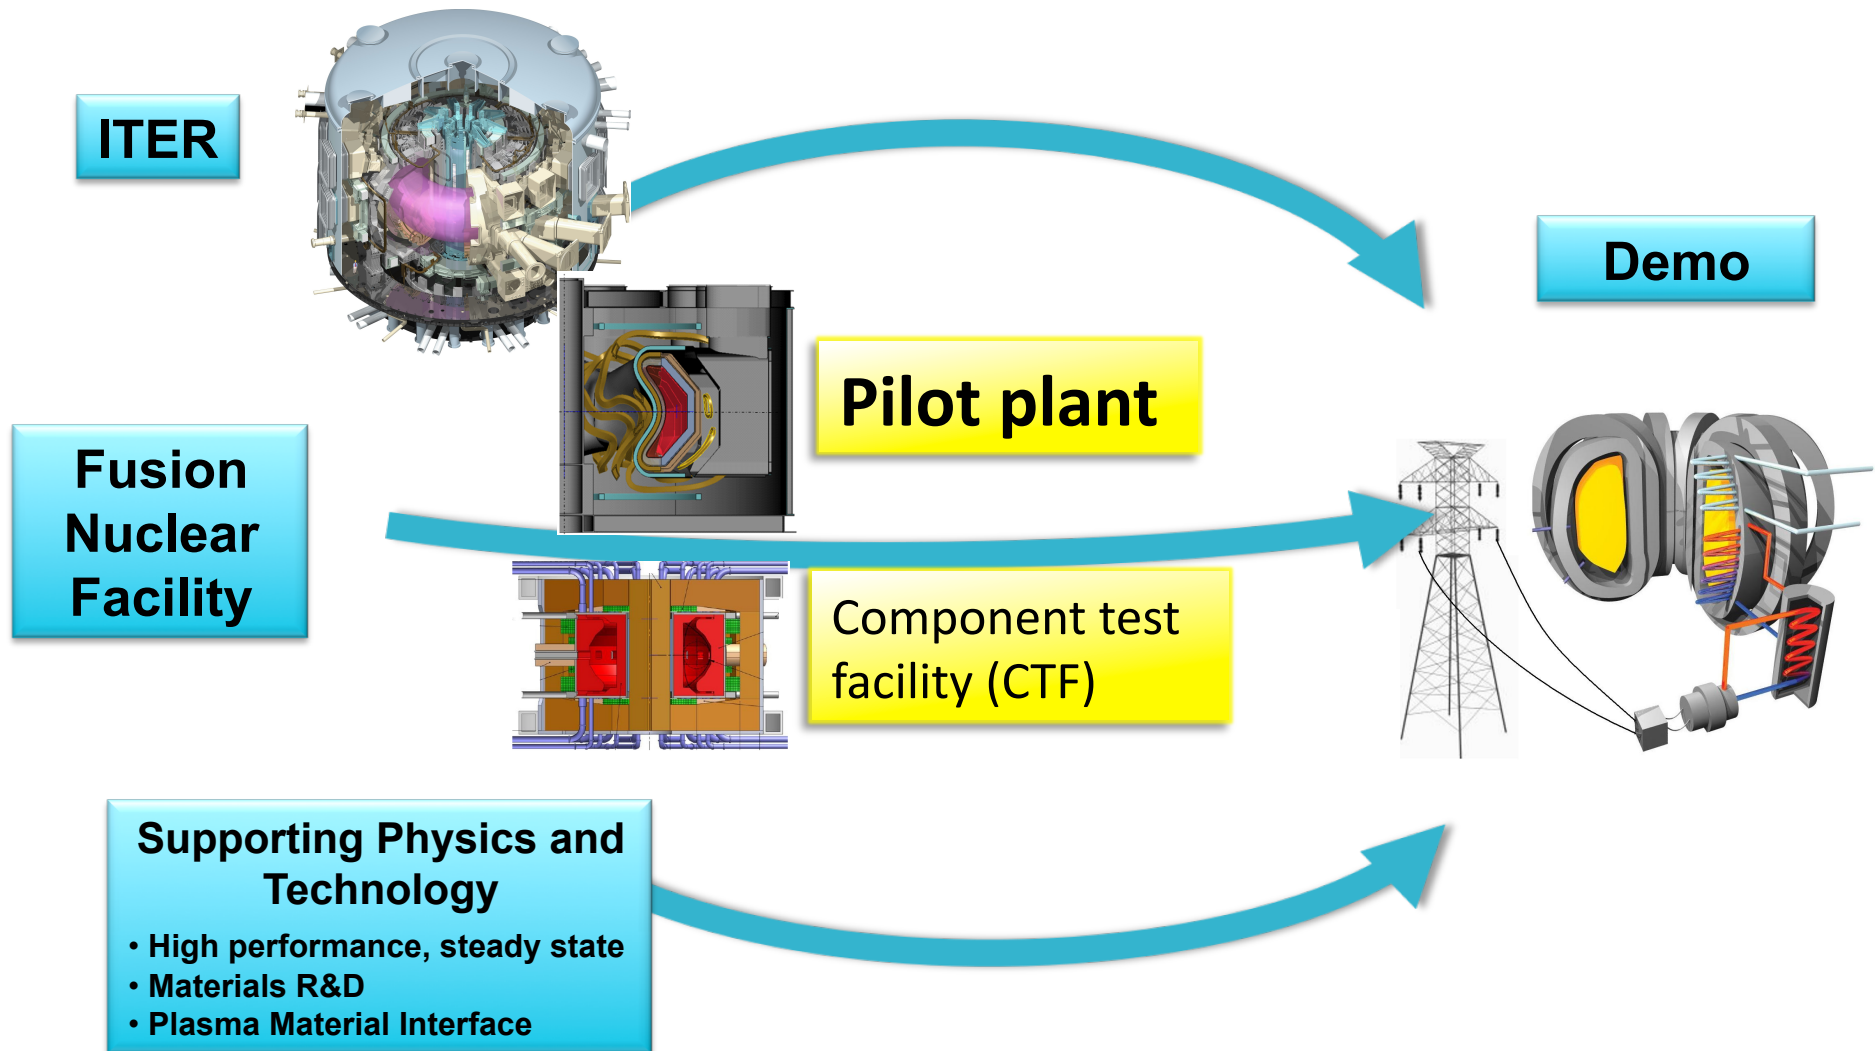 ITER
Demo
Pilot plant
Fusion
Nuclear
Facility
Component test
facility (CTF)
Supporting Physics and
Technology
• High performance, steady state
• Materials R&D
• Plasma Material Interface